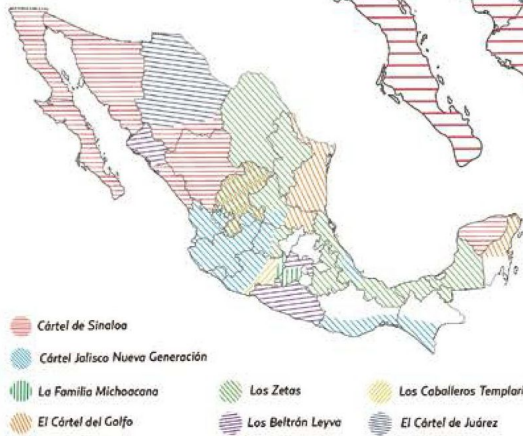 Cártel de Sinaloa
Cártel Jalisco Nueva Generación
La Familia Michoacana
Los Zetas
Los Caballeros Templari
El Cártel del Golfo
Los Beltrán Leyva
El Cártel de Juárez